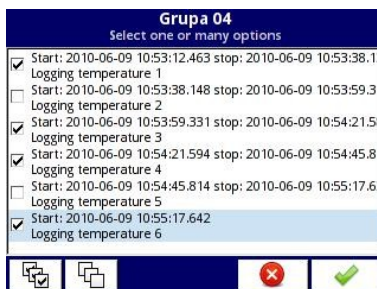 Grupa 04
Select one or many options
Start: 2010-06-09 10:53:12.463 stop: 2010-06-09 10:53:38.1
Logging temperature 1
Start: 2010-06-09 10:53:38.148 stop: 2010-06-09 10:53:59.3
Logging temperature 2
Start: 2010-06-09 10:53:59.331 stop: 2010-06-09 10:54:21.5
Logging temperature 3
Start: 2010-06-09 10:54:21.594 stop: 2010-06-09 10:54:45.8
Logging temperature 4
Start: 2010-06-09 10:54:45.814 stop: 2010-06-09 10:55:17.6
Logging temperature 5
Start: 2010-06-09 10:55:17.642
Logging temperature 6